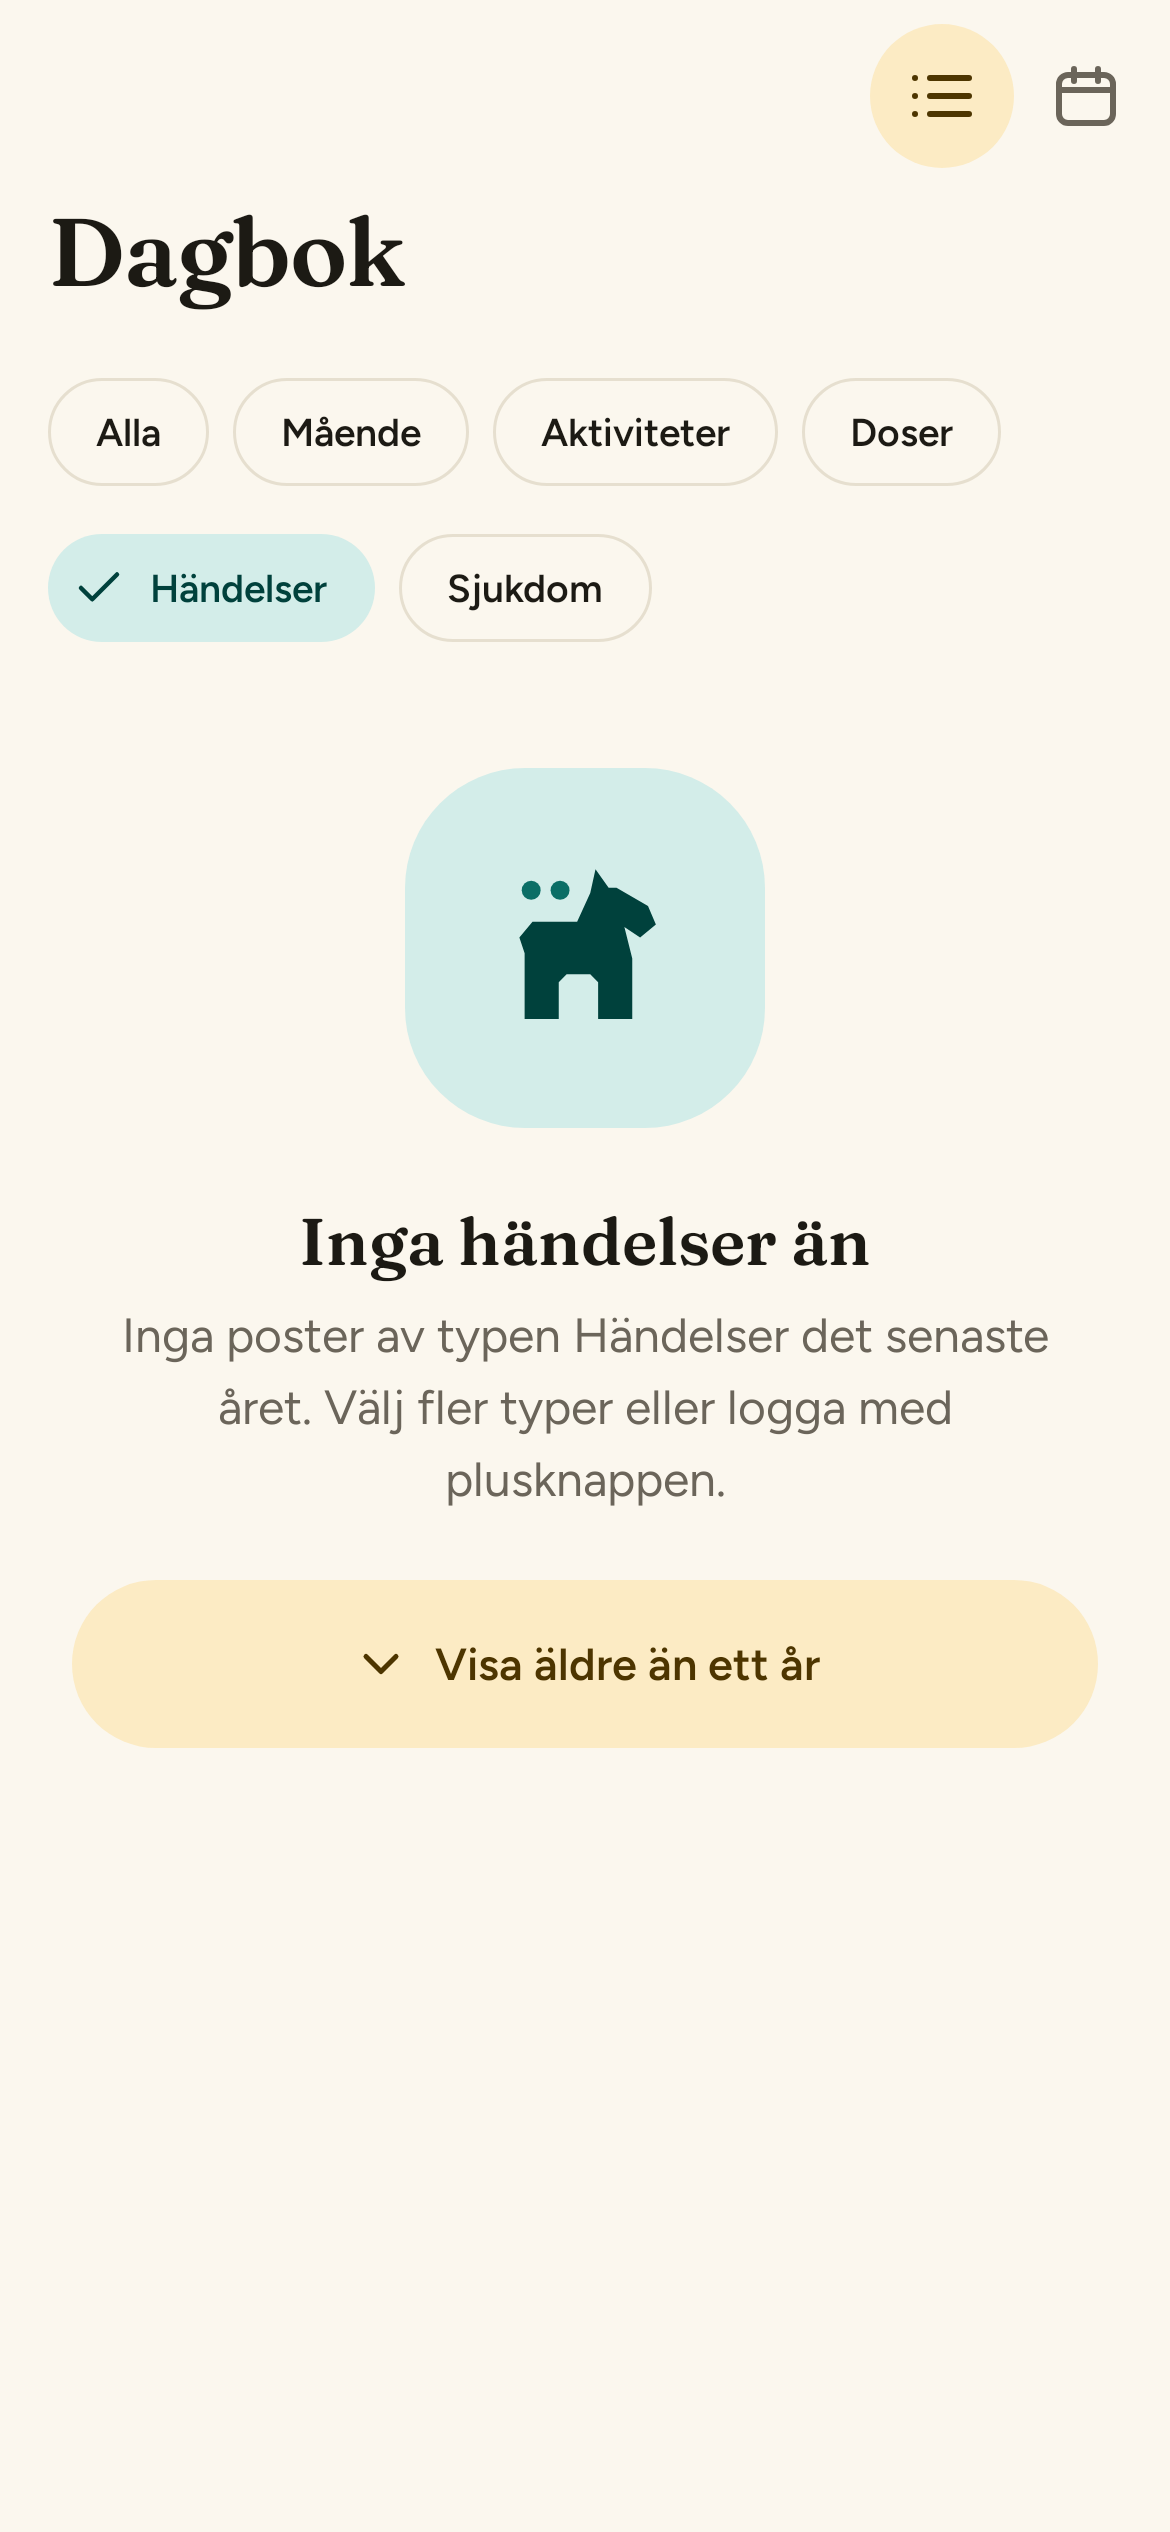 Dagbok
Alla
Mående
Aktiviteter
Doser
Händelser
Sjukdom
Inga händelser än
Inga poster av typen Händelser det senaste
året. Välj fler typer eller logga med
plusknappen.
Visa äldre än ett år